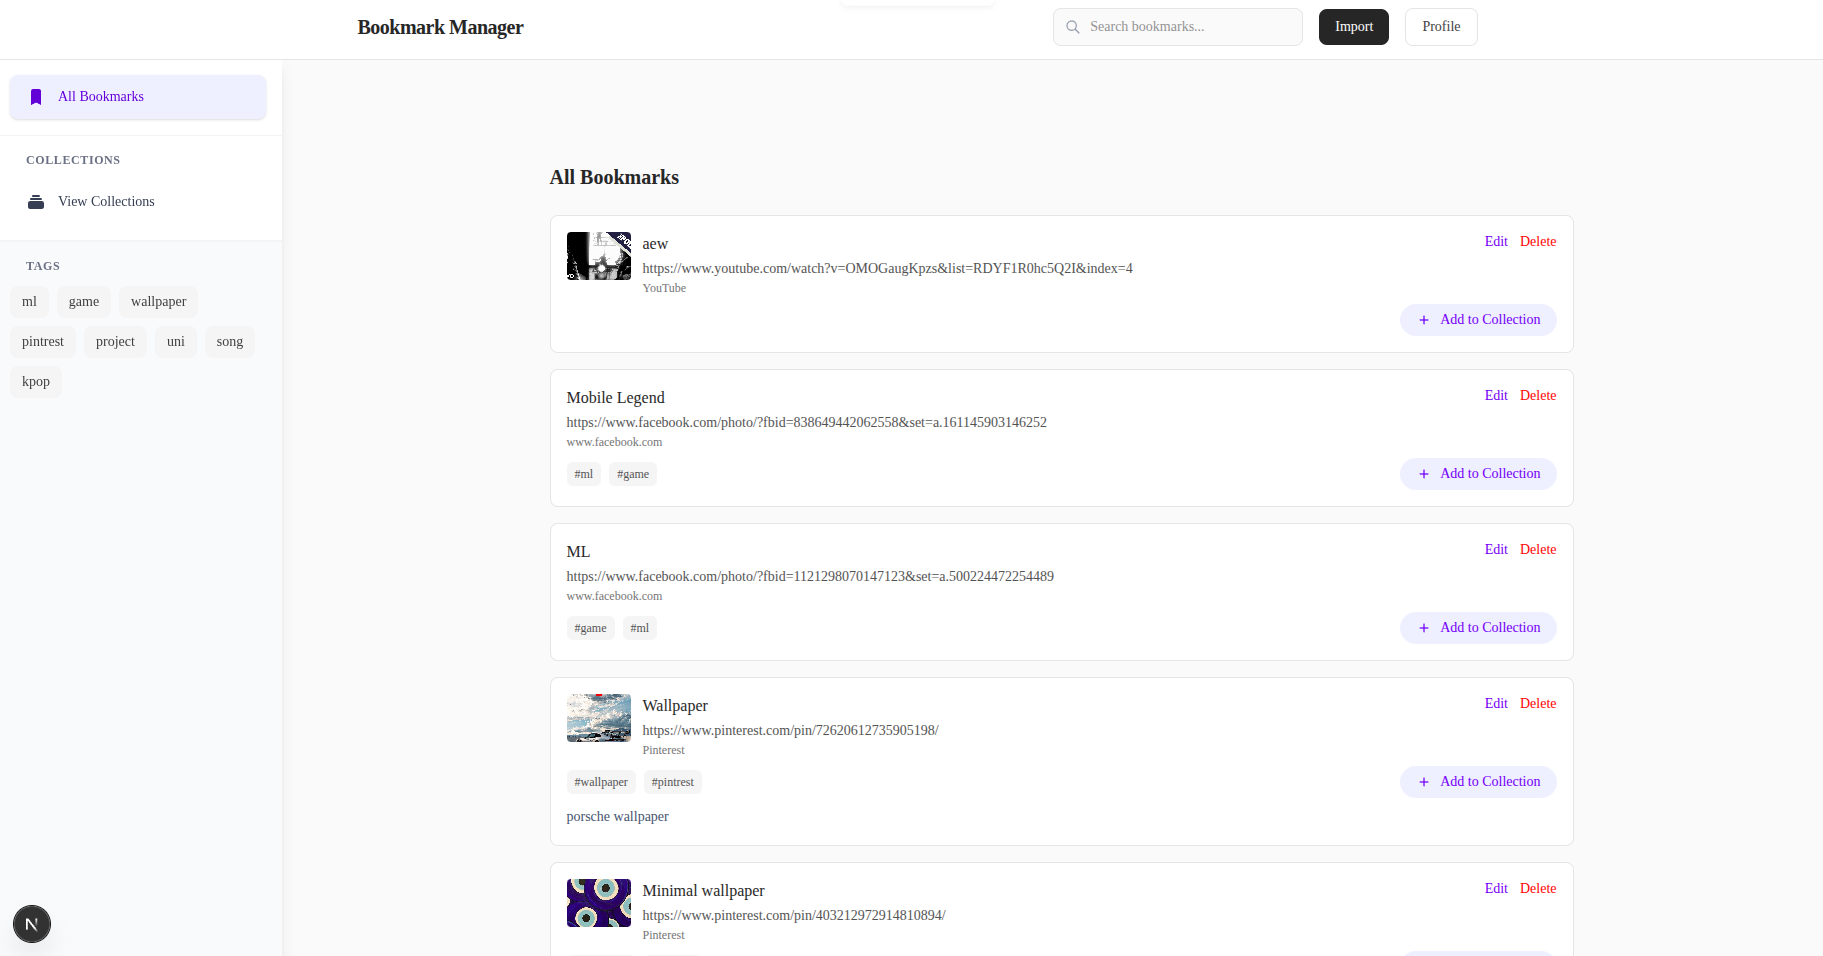 Bookmark Manager
Search bookmarks...
Import
Profile
All Bookmarks
COLLECTIONS
View Collections
TAGS
ml game wallpaper
pintrest project uni song
kpop
All Bookmarks
aew
Edit Delete
https://www.youtube.com/watch?v=OMOGaugKpzs&list=RDYF1R0hc5Q2I&index=4
YouTube
+ Add to Collection
Mobile Legend
Edit Delete
https://www.facebook.com/photo/?fbid=838649442062558&set=a.161145903146252
www.facebook.com
#ml #game
+ Add to Collection
ML
Edit Delete
https://www.facebook.com/photo/?fbid=1121298070147123&set=a.500224472254489
www.facebook.com
#game #ml
+ Add to Collection
Wallpaper
Edit Delete
https://www.pinterest.com/pin/72620612735905198/
Pinterest
#wallpaper #pintrest
+ Add to Collection
porsche wallpaper
Minimal wallpaper
Edit Delete
https://www.pinterest.com/pin/403212972914810894/
Pinterest
N